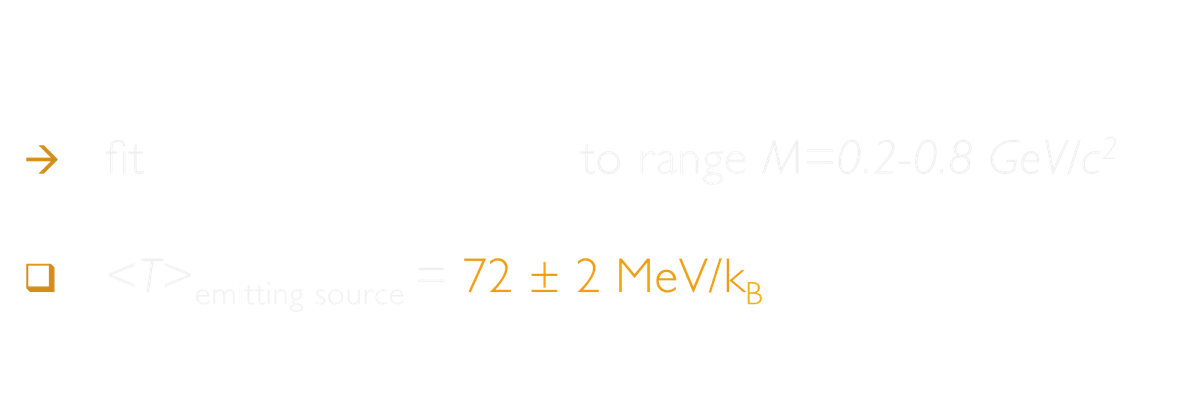 → fit to range M=0.2-0.8 GeV/c²
❑ <T>emitting source = 72 ± 2 MeV/kB